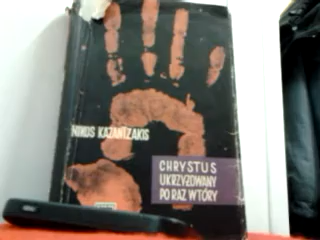 NIKOS KAZANTZAKIS
CHRYSTUS
UKRZYŻOWANY
PO RAZ WTÓRY